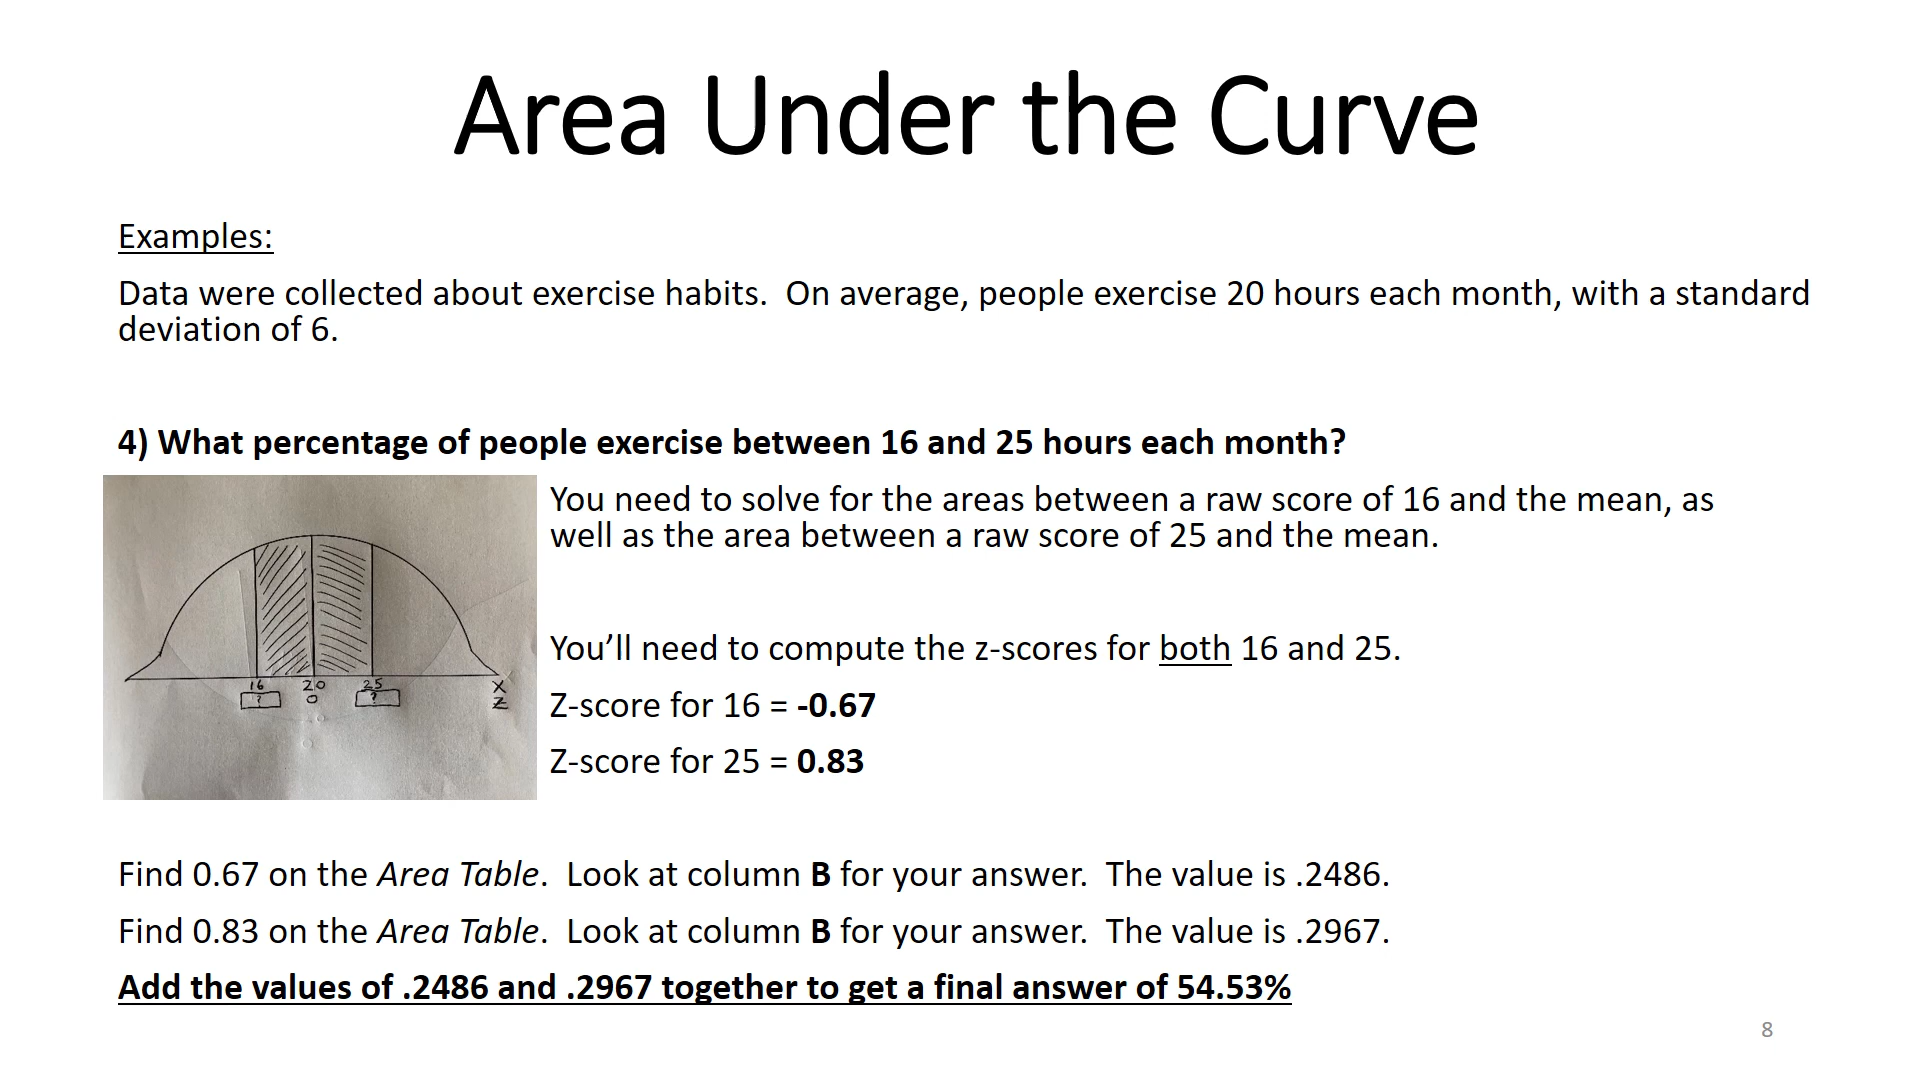 Area Under the Curve
Examples:
Data were collected about exercise habits.  On average, people exercise 20 hours each month, with a standard
deviation of 6.
4) What percentage of people exercise between 16 and 25 hours each month?
You need to solve for the areas between a raw score of 16 and the mean, as
well as the area between a raw score of 25 and the mean.
You’ll need to compute the z-scores for both 16 and 25.
Z-score for 16 = -0.67
Z-score for 25 = 0.83
16 20 25 X
? 0 ? Z
Find 0.67 on the Area Table.  Look at column B for your answer.  The value is .2486.
Find 0.83 on the Area Table.  Look at column B for your answer.  The value is .2967.
Add the values of .2486 and .2967 together to get a final answer of 54.53%
8